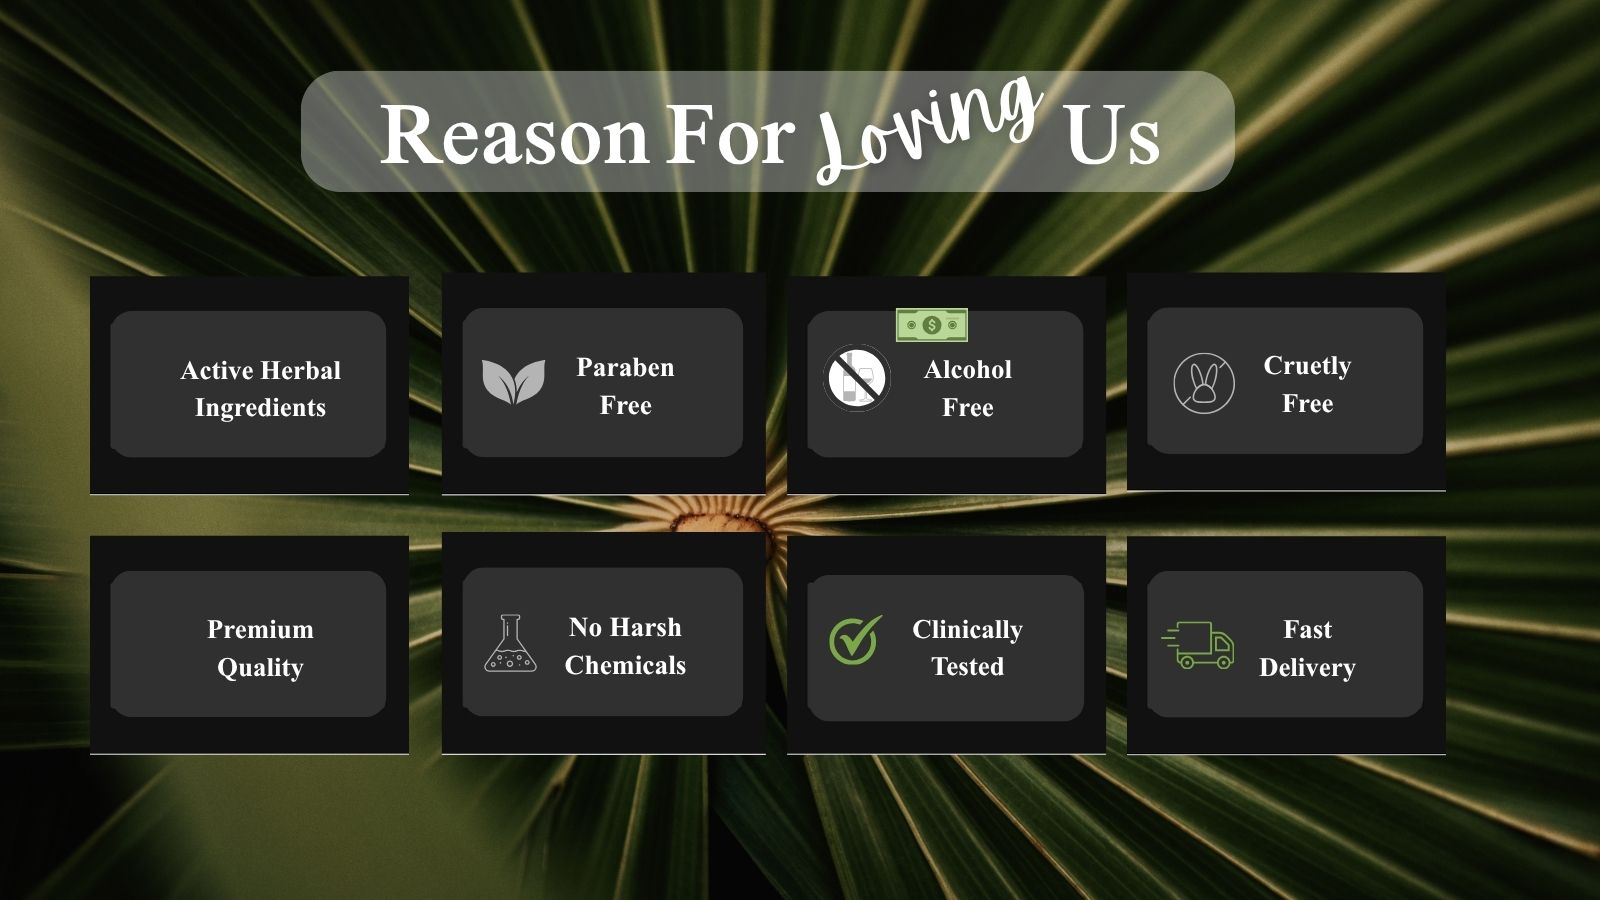 Reason For Loving Us
Active Herbal
Ingredients
Paraben
Free
Alcohol
Free
Cruetly
Free
Premium
Quality
No Harsh
Chemicals
Clinically
Tested
Fast
Delivery